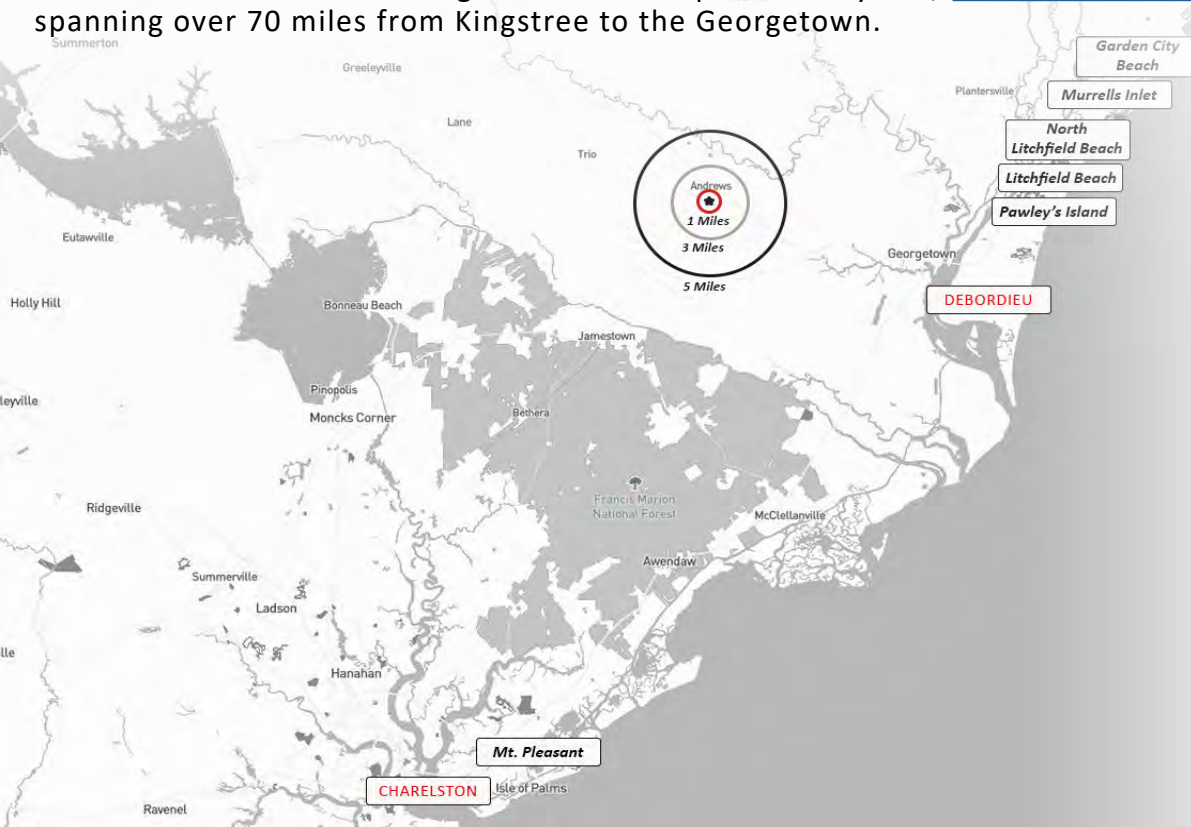 spanning over 70 miles from Kingstree to the Georgetown.
Summerton
Greeleyville
Garden City
Beach
Plantersville
Murrells Inlet
Lane
North
Litchfield Beach
Trio
Litchfield Beach
Andrews
1 Miles
Pawley's Island
Eutawville
3 Miles
Georgetown
5 Miles
DEBORDIEU
Holly Hill
Bonneau Beach
Jamestown
Pinopolis
leyville
Moncks Corner
Bethera
Francis Marion
National Forest
Ridgeville
McClellanville
Awendaw
Summerville
Ladson
lle
Hanahan
Mt. Pleasant
CHARELSTON
Isle of Palms
Ravenel